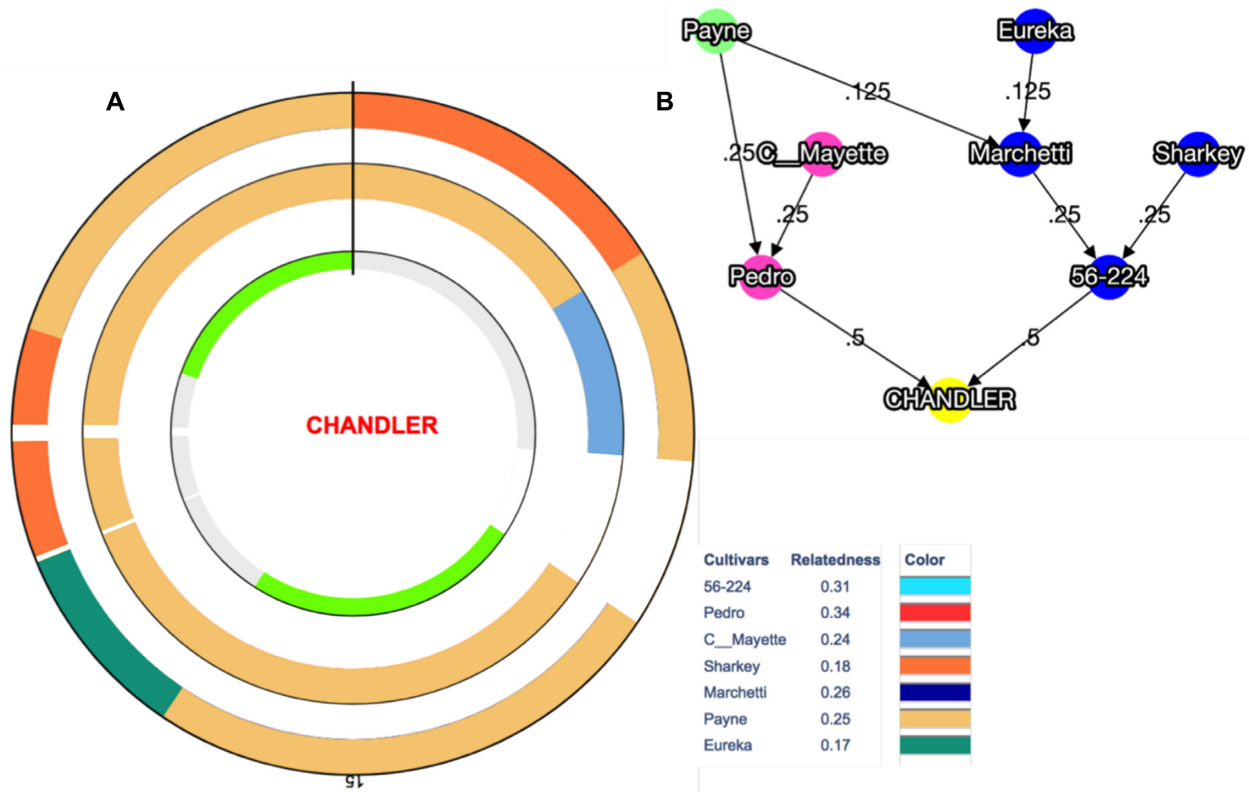 Payne
Eureka
A
B
.125
.125
.25
C__Mayette
Marchetti
Sharkey
.25
.25
.25
Pedro
56-224
.5
.5
CHANDLER
CHANDLER
Cultivars Relatedness Color
56-224 0.31
Pedro 0.34
C__Mayette 0.24
Sharkey 0.18
Marchetti 0.26
Payne 0.25
Eureka 0.17
15